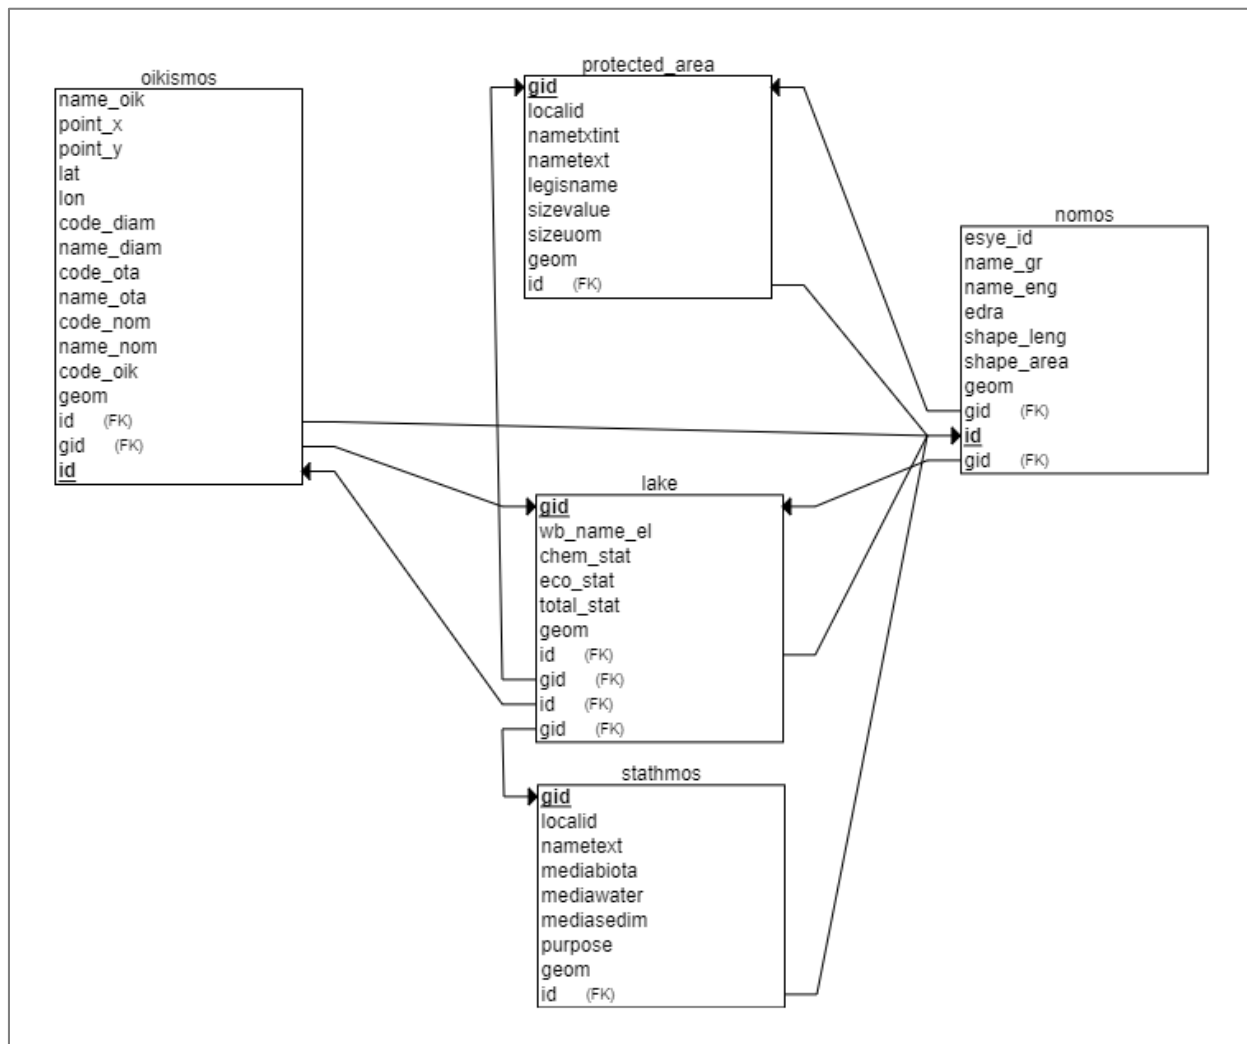 oikismos
name_oik
point_x
point_y
lat
lon
code_diam
name_diam
code_ota
name_ota
code_nom
name_nom
code_oik
geom
id (FK)
gid (FK)
id
protected_area
gid
localid
nametxtint
nametext
legisname
sizevalue
sizeuom
geom
id (FK)
nomos
esye_id
name_gr
name_eng
edra
shape_leng
shape_area
geom
gid (FK)
id
gid (FK)
lake
gid
wb_name_el
chem_stat
eco_stat
total_stat
geom
id (FK)
gid (FK)
id (FK)
gid (FK)
stathmos
gid
localid
nametext
mediabiota
mediawater
mediasedim
purpose
geom
id (FK)